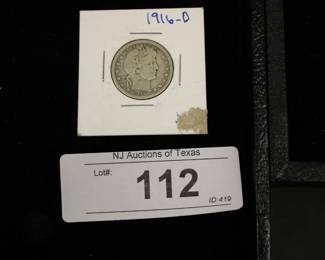 1916-D
NJ Auctions of Texas
Lot#:
112
ID:419